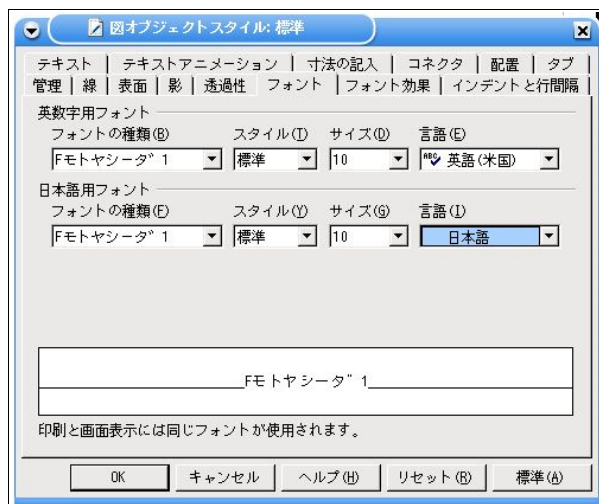 図オブジェクトスタイル: 標準
テキスト テキストアニメーション 寸法の記入 コネクタ 配置 タブ
管理 線 表面 影 透過性 フォント フォント効果 インデントと行間隔
英数字用フォント
フォントの種類(B) スタイル(T) サイズ(D) 言語(E)
Fモトヤシーダ 1 標準 10 ABC 英語(米国)
日本語用フォント
フォントの種類(F) スタイル(Y) サイズ(G) 言語(I)
Fモトヤシーダ 1 標準 10 日本語
Fモトヤシーダ 1
印刷と画面表示には同じフォントが使用されます。
OK キャンセル ヘルプ(H) リセット(R) 標準(A)